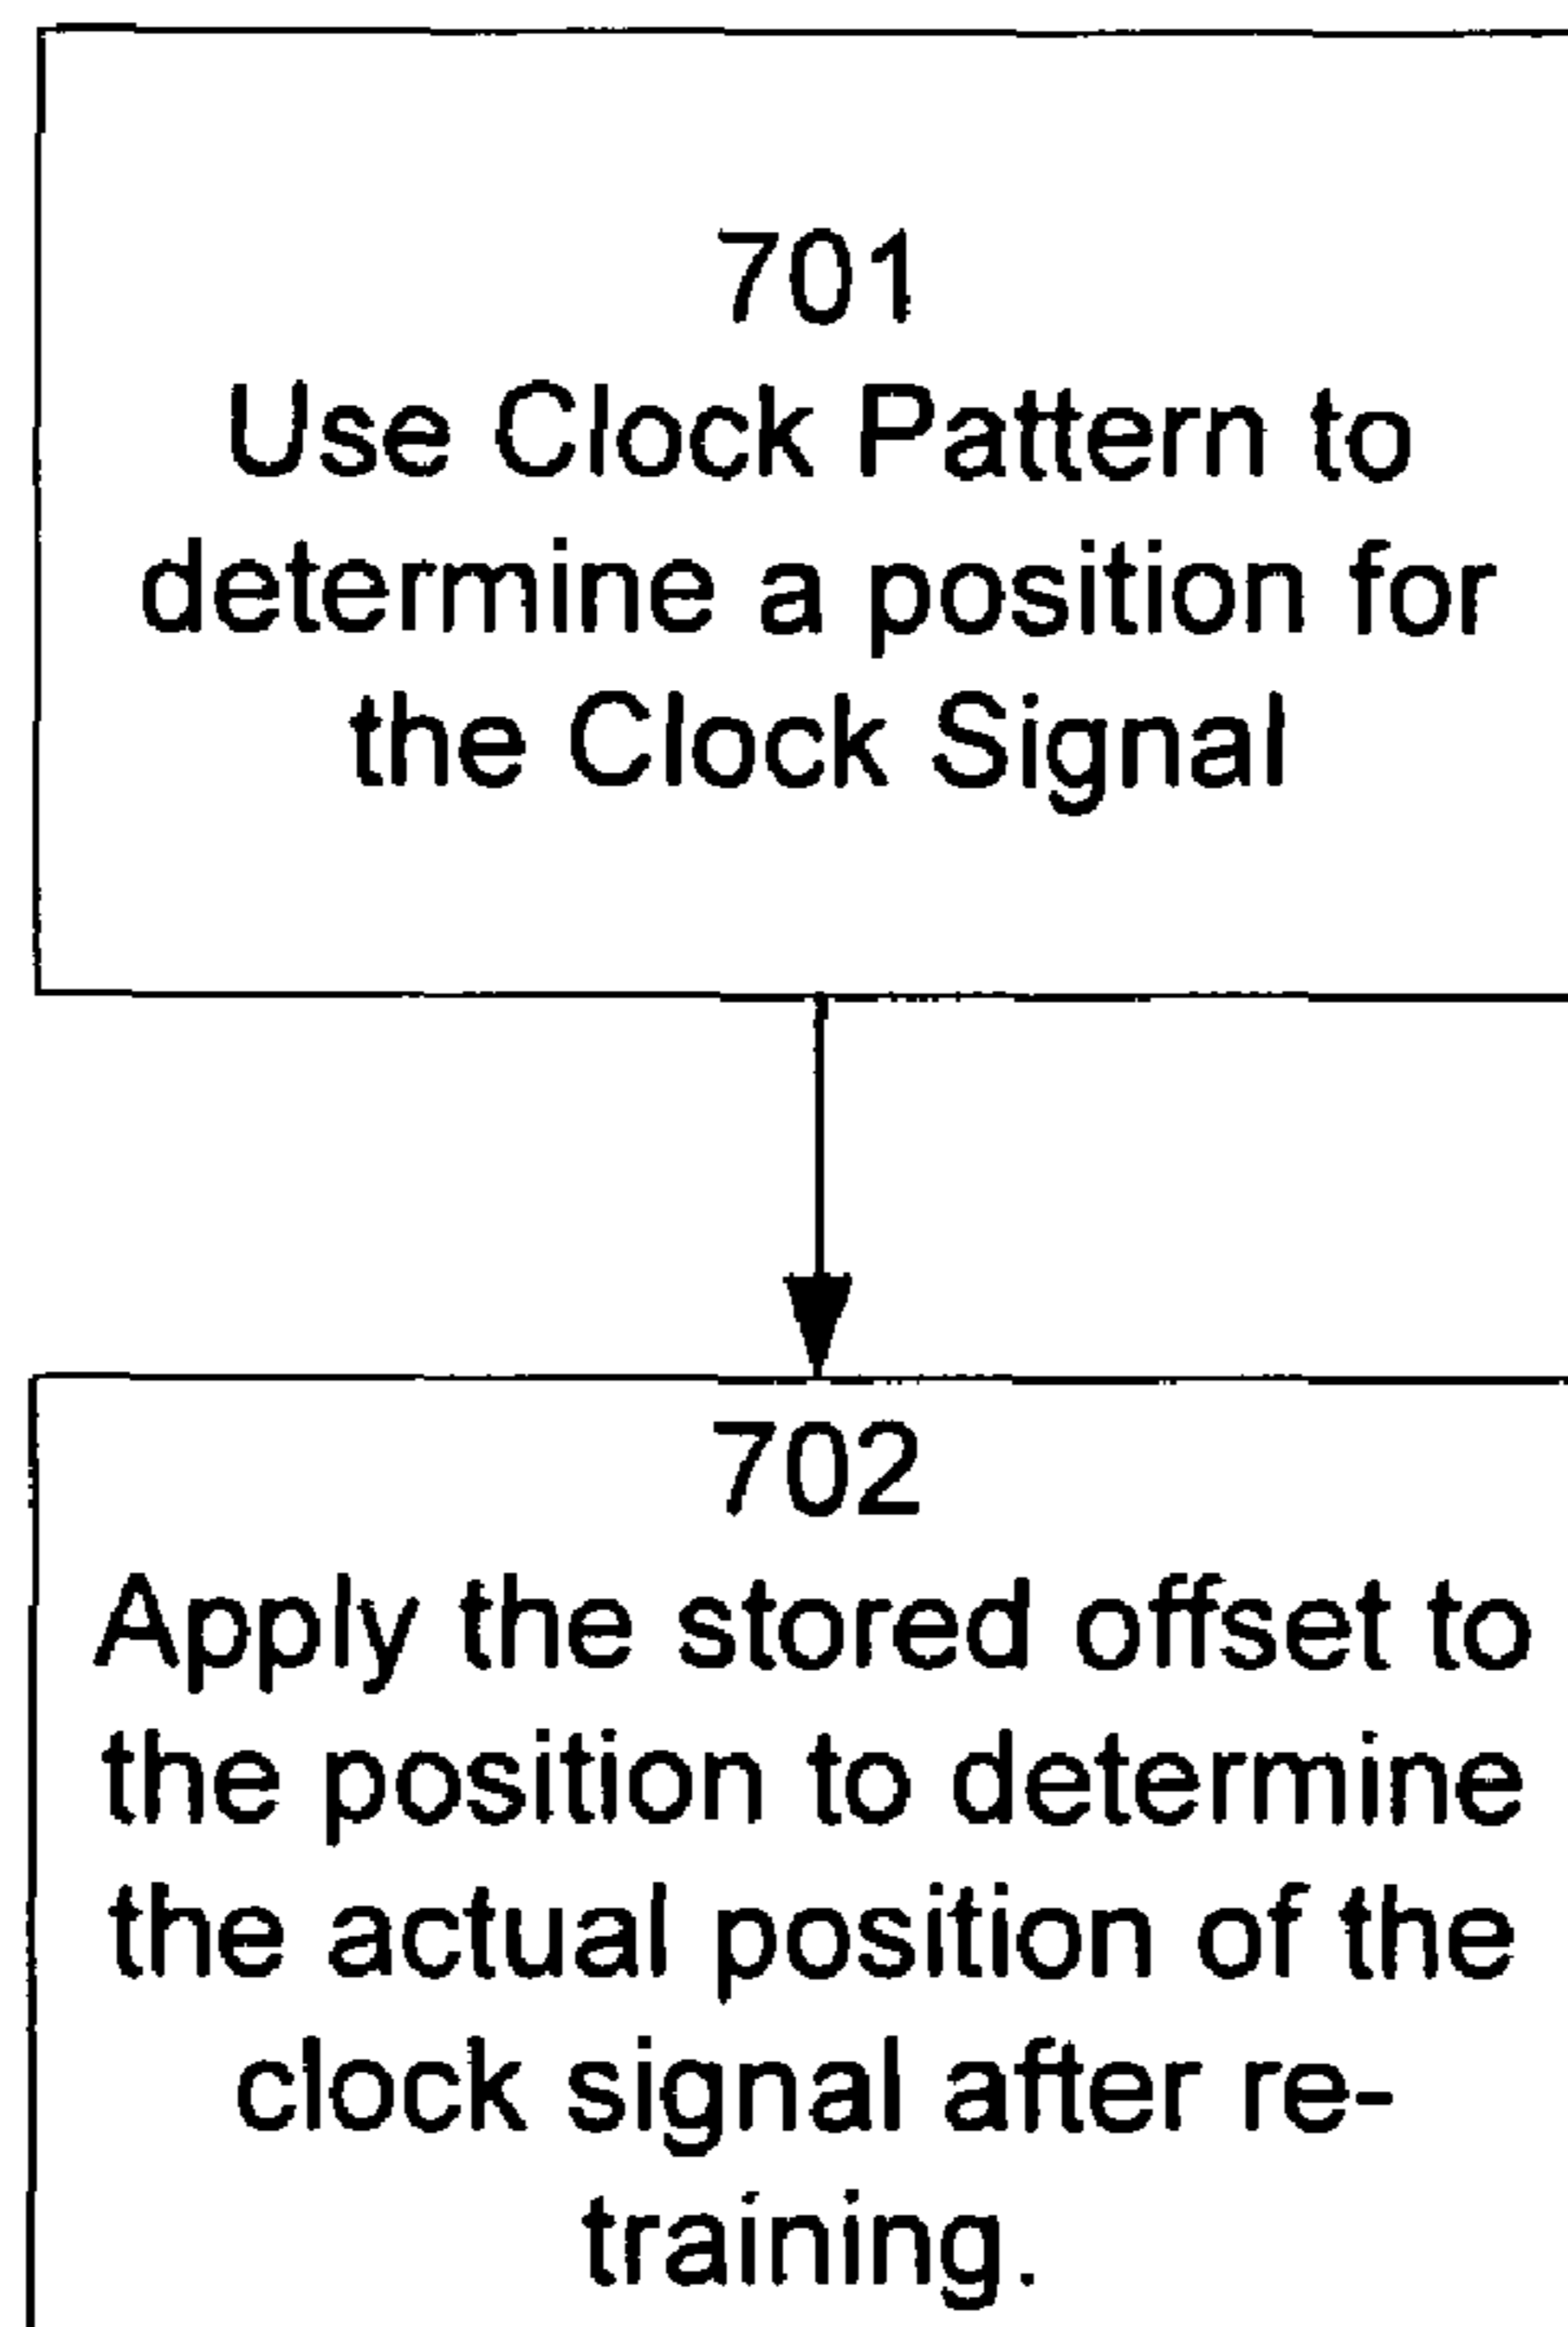 701
Use Clock Pattern to
determine a position for
the Clock Signal
702
Apply the stored offset to
the position to determine
the actual position of the
clock signal after re-
training.